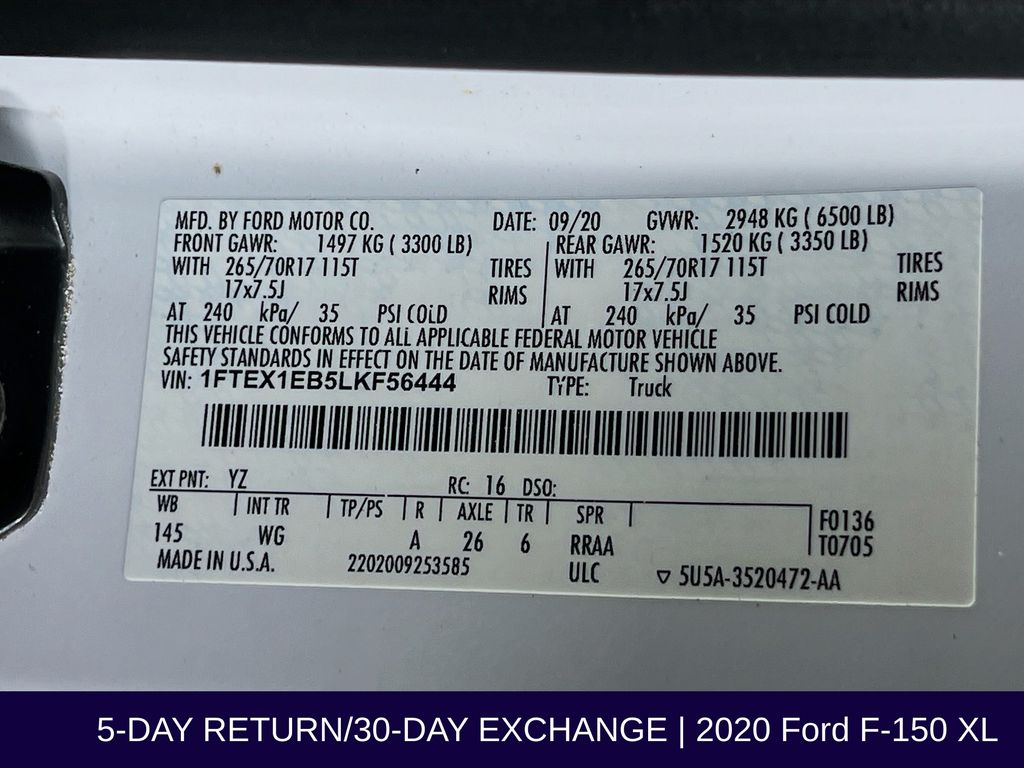 MFD. BY FORD MOTOR CO. DATE: 09/20 GVWR: 2948 KG ( 6500 LB)
FRONT GAWR: 1497 KG ( 3300 LB) REAR GAWR: 1520 KG ( 3350 LB)
WITH 265/70R17 115T TIRES WITH 265/70R17 115T TIRES
17x7.5J RIMS 17x7.5J RIMS
AT 240 kPa/ 35 PSI COLD AT 240 kPa/ 35 PSI COLD
THIS VEHICLE CONFORMS TO ALL APPLICABLE FEDERAL MOTOR VEHICLE
SAFETY STANDARDS IN EFFECT ON THE DATE OF MANUFACTURE SHOWN ABOVE.
VIN: 1FTEX1EB5LKF56444 TYPE: Truck
EXT PNT: YZ RC: 16 DSO:
WB INT TR TP/PS R AXLE TR SPR F0136
145 WG A 26 6 RRAA T0705
MADE IN U.S.A. 2202009253585 ULC ▽ 5U5A-3520472-AA
5-DAY RETURN/30-DAY EXCHANGE | 2020 Ford F-150 XL